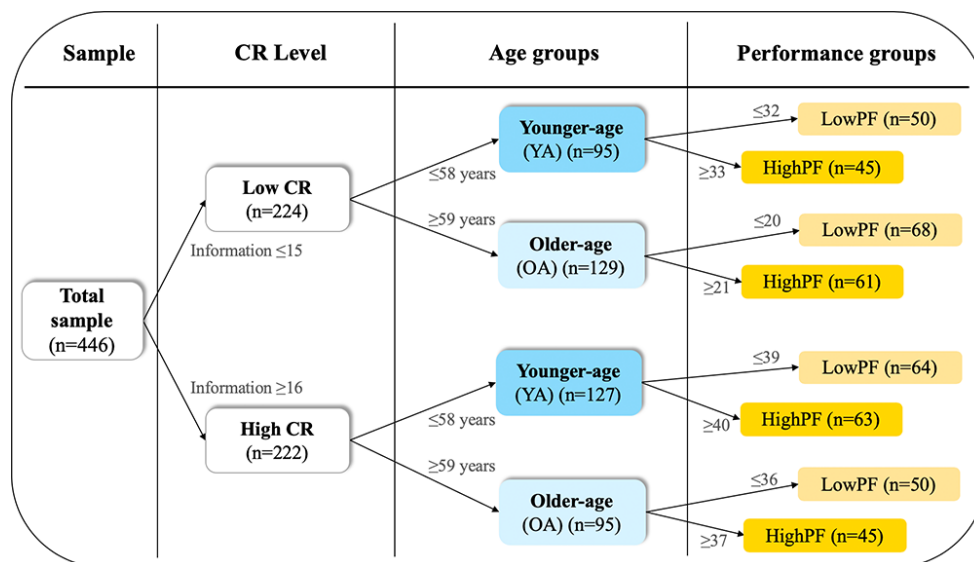 Sample
CR Level
Age groups
Performance groups
Total
sample
(n=446)
Information ≤15
Low CR
(n=224)
≤58 years
Younger-age
(YA) (n=95)
≤32
LowPF (n=50)
≥33
HighPF (n=45)
≥59 years
Older-age
(OA) (n=129)
≤20
LowPF (n=68)
≥21
HighPF (n=61)
Information ≥16
High CR
(n=222)
≤58 years
Younger-age
(YA) (n=127)
≤39
LowPF (n=64)
≥40
HighPF (n=63)
≥59 years
Older-age
(OA) (n=95)
≤36
LowPF (n=50)
≥37
HighPF (n=45)